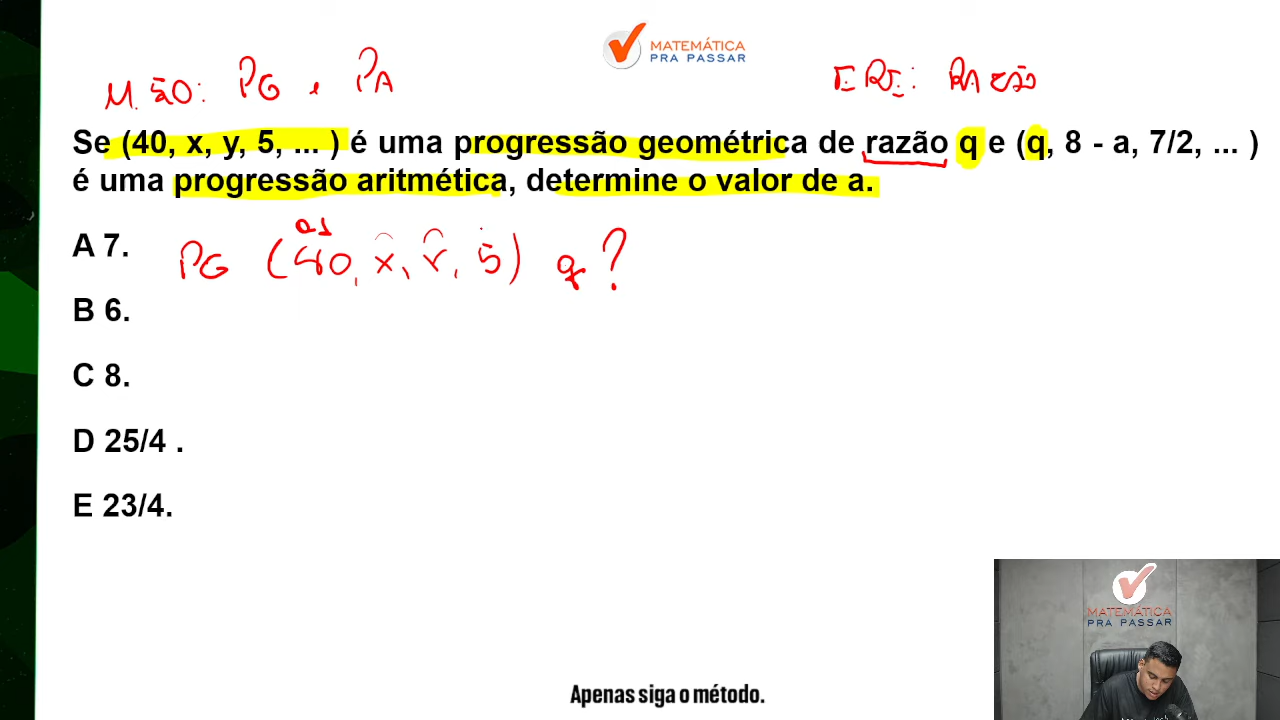 MATEMÁTICA
PRA PASSAR
M. ÃO: PG e PA
ERE: RAZÃO
Se (40, x, y, 5, ... ) é uma progressão geométrica de razão q e (q, 8 - a, 7/2, ... )
é uma progressão aritmética, determine o valor de a.
a1
A 7.
PG (40, x, y, 5) q ?
B 6.
C 8.
D 25/4 .
E 23/4.
MATEMÁTICA
PRA PASSAR
Apenas siga o método.